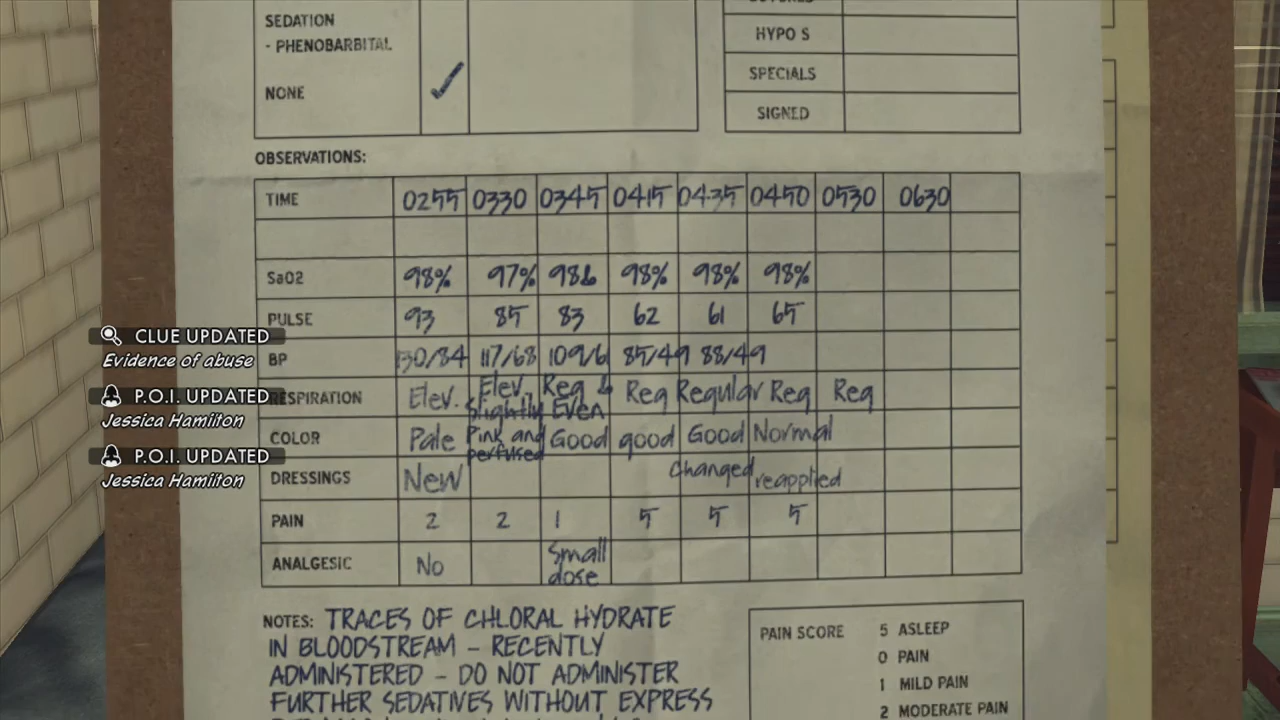 SEDATION
- PHENOBARBITAL
NONE
HYPO S
SPECIALS
SIGNED
OBSERVATIONS:
TIME 0255 0330 0345 0415 0435 0450 0530 0630
SaO2 98% 97% 98% 98% 98%
PULSE 93 85 83 62 61 65
BP 130/84 117/68 109/6 85/49 88/49
RESPIRATION Elev. Elev. Slightly Reg & Even Reg Regular Reg Reg
COLOR Pale Pink and perfused Good good Good Normal
DRESSINGS New Changed reapplied
PAIN 2 2 1 5 5 5
ANALGESIC No Small dose
CLUE UPDATED
Evidence of abuse
P.O.I. UPDATED
Jessica Hamilton
P.O.I. UPDATED
Jessica Hamilton
NOTES: TRACES OF CHLORAL HYDRATE
IN BLOODSTREAM - RECENTLY
ADMINISTERED - DO NOT ADMINISTER
FURTHER SEDATIVES WITHOUT EXPRESS
PAIN SCORE 5 ASLEEP
0 PAIN
1 MILD PAIN
2 MODERATE PAIN